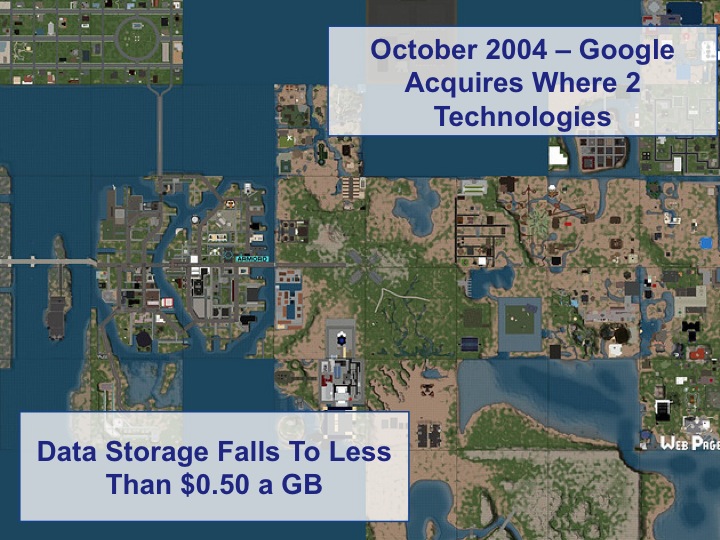 October 2004 – Google
Acquires Where 2
Technologies
ARMORD
Data Storage Falls To Less
Than $0.50 a GB
WEB PAGE